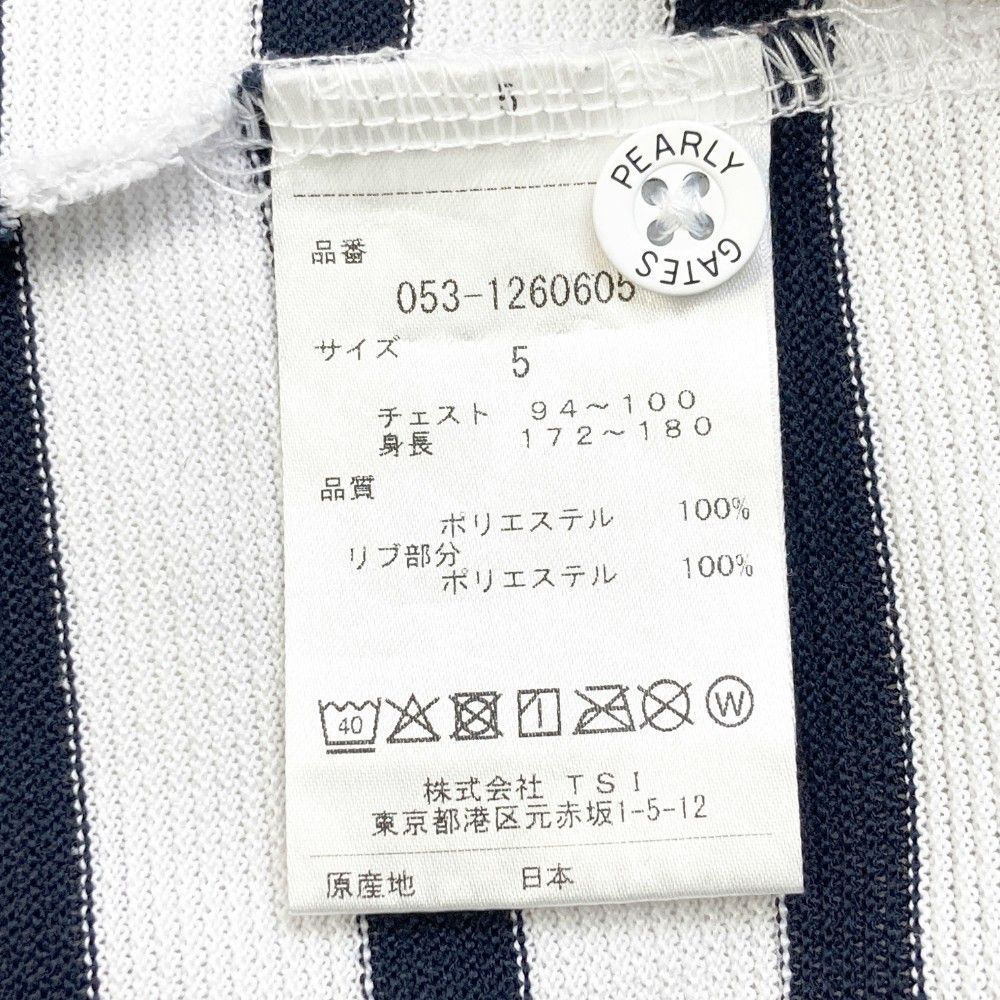 5
PEARLY
GATES
品番
053-1260605
サイズ
5
チェスト 94～100
身長 172～180
品質
ポリエステル 100%
リブ部分
ポリエステル 100%
40
W
株式会社 TSI
東京都港区元赤坂1-5-12
原産地 日本